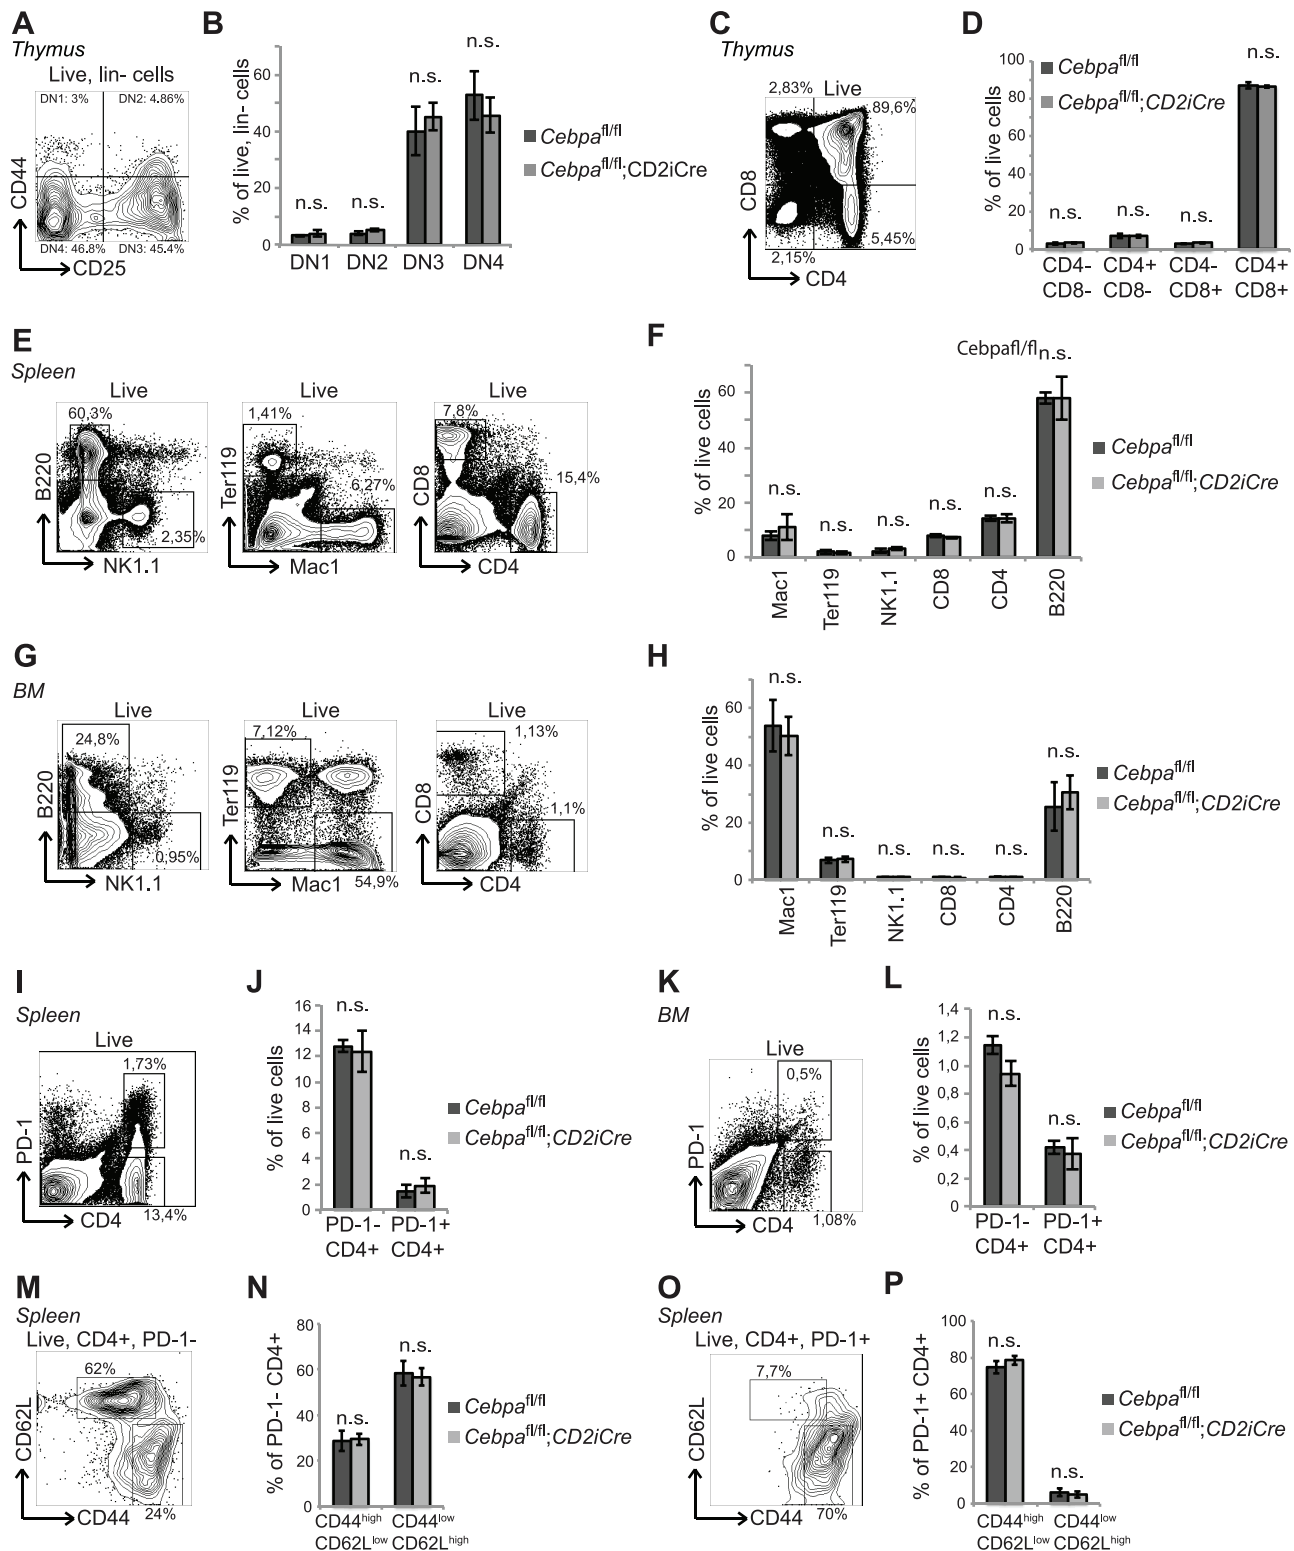 A
Thymus
Live, lin- cells
DN1: 3%
DN2: 4.86%
CD44
DN4: 46.8%
DN3: 45.4%
CD25
B
% of live, lin- cells
60
40
20
0
n.s.
n.s.
n.s.
n.s.
DN1
DN2
DN3
DN4
Cebpafl/fl
Cebpafl/fl;CD2iCre
C
Thymus
2,83%
Live
89,6%
CD8
5,45%
2,15%
CD4
D
% of live cells
100
80
60
40
20
0
Cebpafl/fl
Cebpafl/fl;CD2iCre
n.s.
n.s.
n.s.
n.s.
CD4- CD4+ CD4- CD4+
CD8- CD8- CD8+ CD8+
E
Spleen
Live
60,3%
B220
2,35%
NK1.1
Live
1,41%
Ter119
6,27%
Mac1
Live
7,8%
CD8
15,4%
CD4
F
Cebpafl/fl n.s.
% of live cells
60
40
20
0
n.s.
n.s.
n.s.
n.s.
n.s.
Mac1
Ter119
NK1.1
CD8
CD4
B220
Cebpafl/fl
Cebpafl/fl;CD2iCre
G
BM
Live
24,8%
B220
0,95%
NK1.1
Live
7,12%
Ter119
Mac1
54,9%
Live
1,13%
CD8
1,1%
CD4
H
% of live cells
60
40
20
0
n.s.
n.s.
n.s.
n.s.
n.s.
n.s.
Mac1
Ter119
NK1.1
CD8
CD4
B220
Cebpafl/fl
Cebpafl/fl;CD2iCre
I
Spleen
Live
1,73%
PD-1
CD4
13,4%
J
% of live cells
16
14
12
10
8
6
4
2
0
n.s.
n.s.
PD-1- PD-1+
CD4+ CD4+
Cebpafl/fl
Cebpafl/fl;CD2iCre
K
BM
Live
0,5%
PD-1
CD4
1,08%
L
% of live cells
1,4
1,2
1,0
0,8
0,6
0,4
0,2
0
n.s.
n.s.
PD-1- PD-1+
CD4+ CD4+
Cebpafl/fl
Cebpafl/fl;CD2iCre
M
Spleen
Live, CD4+, PD-1-
62%
CD62L
CD44
24%
N
% of PD-1- CD4+
80
60
40
20
0
n.s.
n.s.
CD44high CD44low
CD62Llow CD62Lhigh
Cebpafl/fl
Cebpafl/fl;CD2iCre
O
Spleen
Live, CD4+, PD-1+
7,7%
CD62L
CD44
70%
P
% of PD-1+ CD4+
100
80
60
40
20
0
n.s.
n.s.
CD44high CD44low
CD62Llow CD62Lhigh
Cebpafl/fl
Cebpafl/fl;CD2iCre